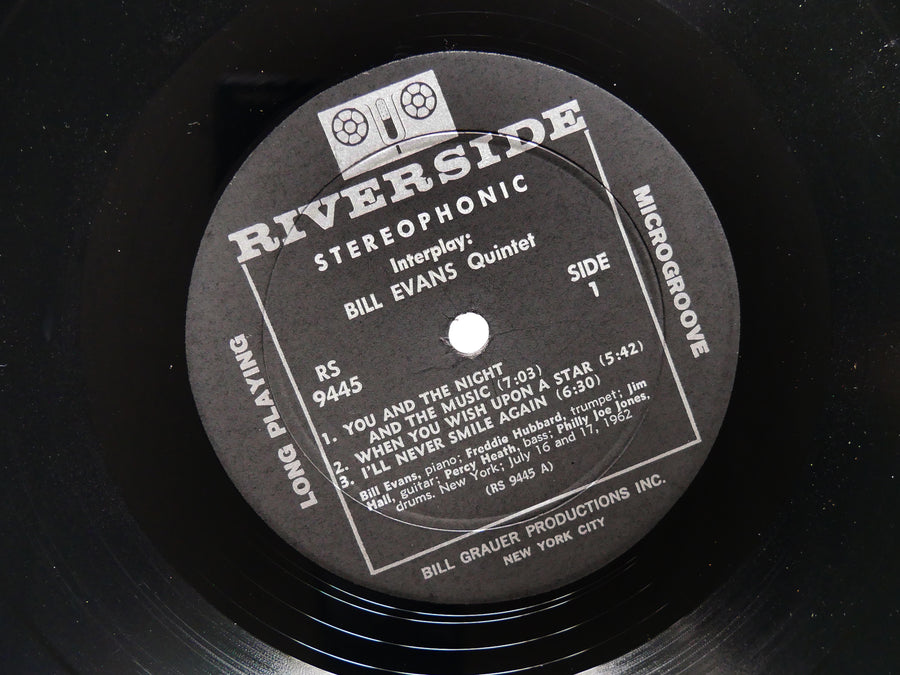 RIVERSIDE
STEREOPHONIC
Interplay:
BILL EVANS Quintet
SIDE
1
RS
9445
1. YOU AND THE NIGHT
AND THE MUSIC (7:03)
2. WHEN YOU WISH UPON A STAR (5:42)
3. I'LL NEVER SMILE AGAIN (6:30)
Bill Evans, piano; Freddie Hubbard, trumpet; Jim
Hall, guitar; Percy Heath, bass; Philly Joe Jones,
drums. New York; July 16 and 17, 1962
(RS 9445 A)
LONG PLAYING
MICROGROOVE
BILL GRAUER PRODUCTIONS INC.
NEW YORK CITY